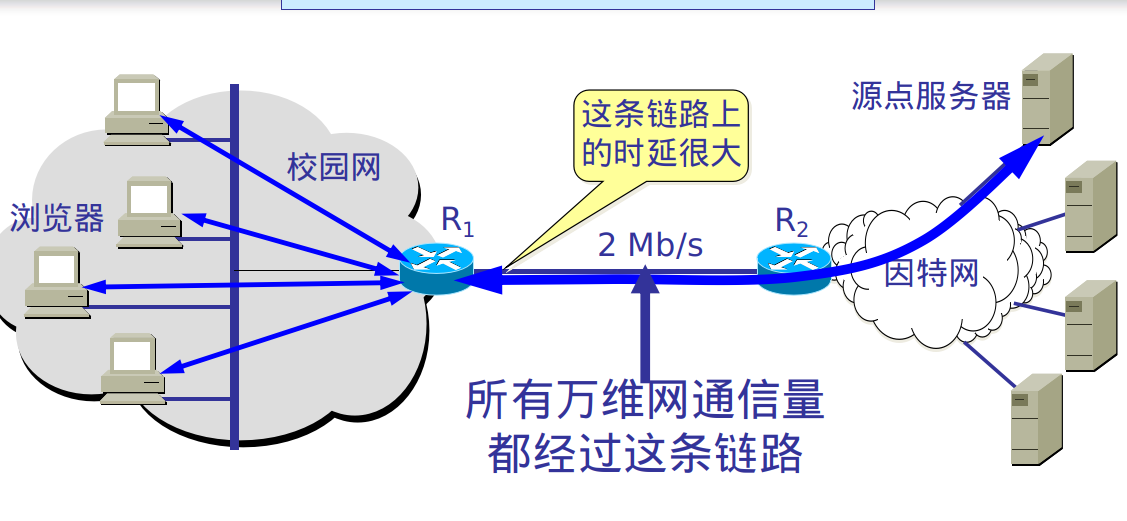 源点服务器
这条链路上
的时延很大
校园网
浏览器
R1
R2
2 Mb/s
因特网
所有万维网通信量
都经过这条链路